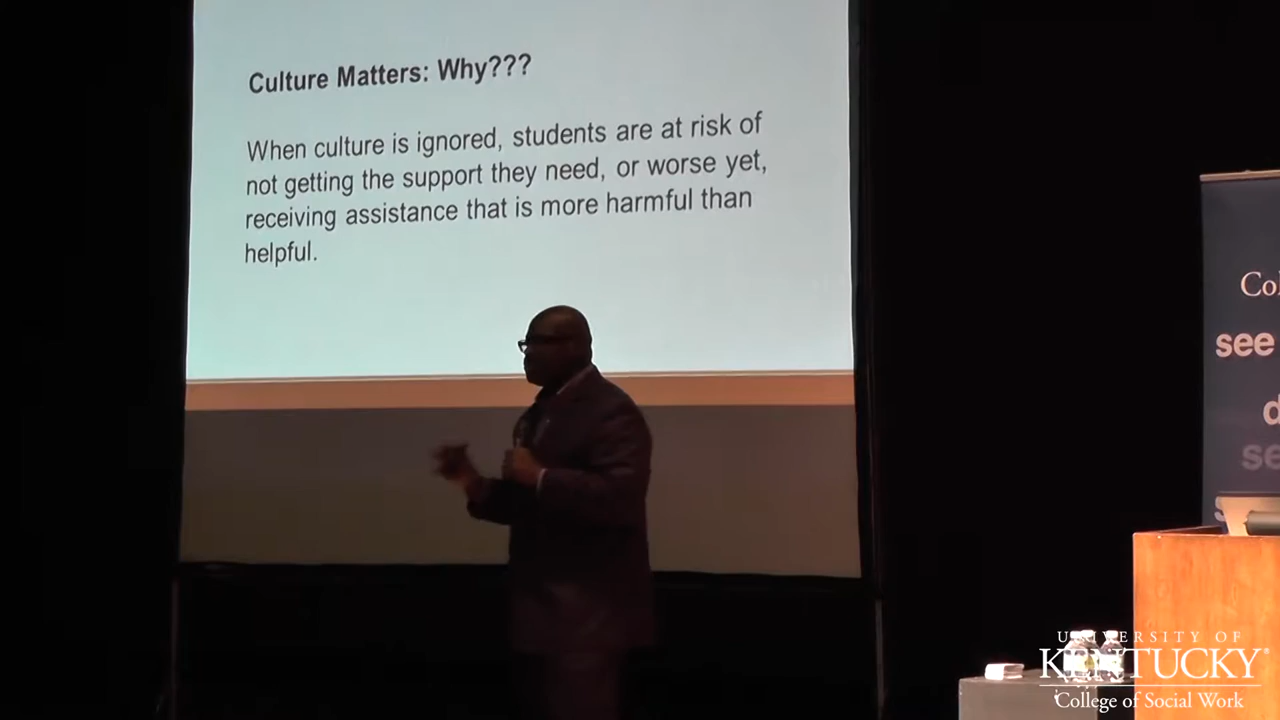 Culture Matters: Why???
When culture is ignored, students are at risk of
not getting the support they need, or worse yet,
receiving assistance that is more harmful than
helpful.
see
UNIVERSITY OF
KENTUCKY®
College of Social Work